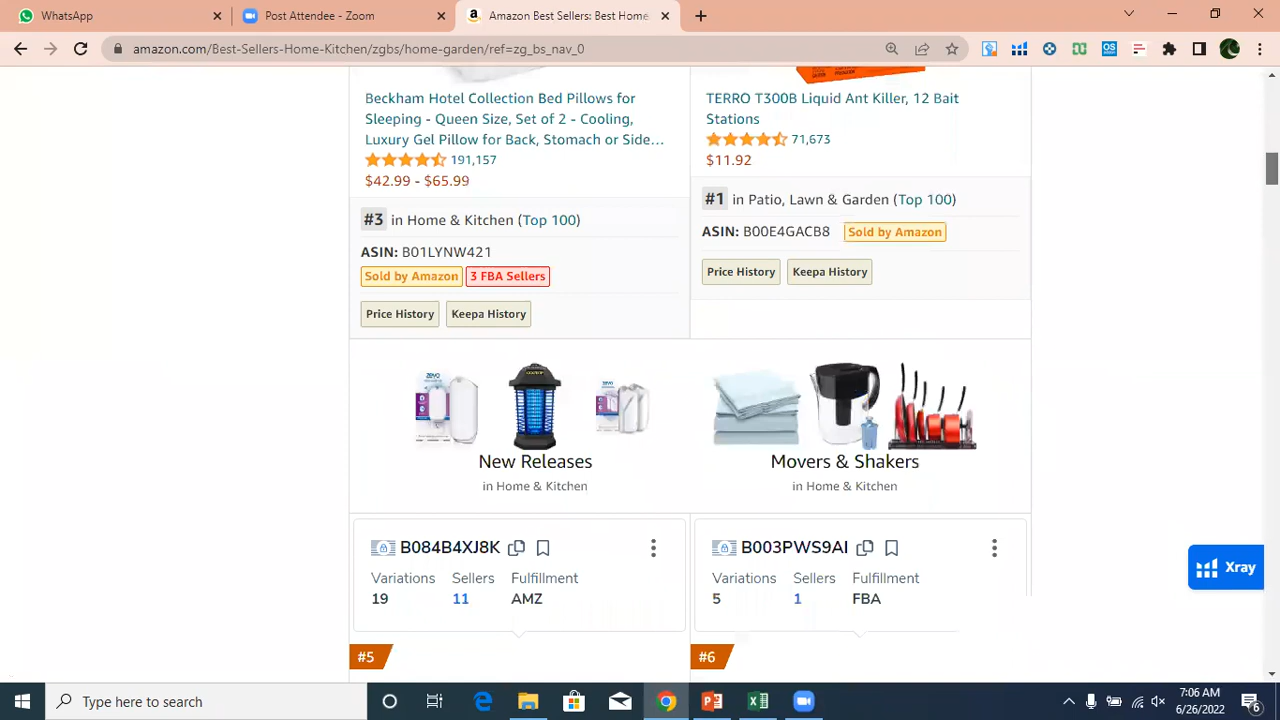 WhatsApp
Post Attendee - Zoom
Amazon Best Sellers: Best Home
amazon.com/Best-Sellers-Home-Kitchen/zgbs/home-garden/ref=zg_bs_nav_0
Beckham Hotel Collection Bed Pillows for
Sleeping - Queen Size, Set of 2 - Cooling,
Luxury Gel Pillow for Back, Stomach or Side…
191,157
$42.99 - $65.99
#3 in Home & Kitchen (Top 100)
ASIN: B01LYNW421
Sold by Amazon 3 FBA Sellers
Price History Keepa History
TERRO T300B Liquid Ant Killer, 12 Bait
Stations
71,673
$11.92
#1 in Patio, Lawn & Garden (Top 100)
ASIN: B00E4GACB8 Sold by Amazon
Price History Keepa History
New Releases
in Home & Kitchen
Movers & Shakers
in Home & Kitchen
B084B4XJ8K
Variations Sellers Fulfillment
19 11 AMZ
#5
B003PWS9AI
Variations Sellers Fulfillment
5 1 FBA
#6
Xray
Type here to search
7:06 AM
6/26/2022
6